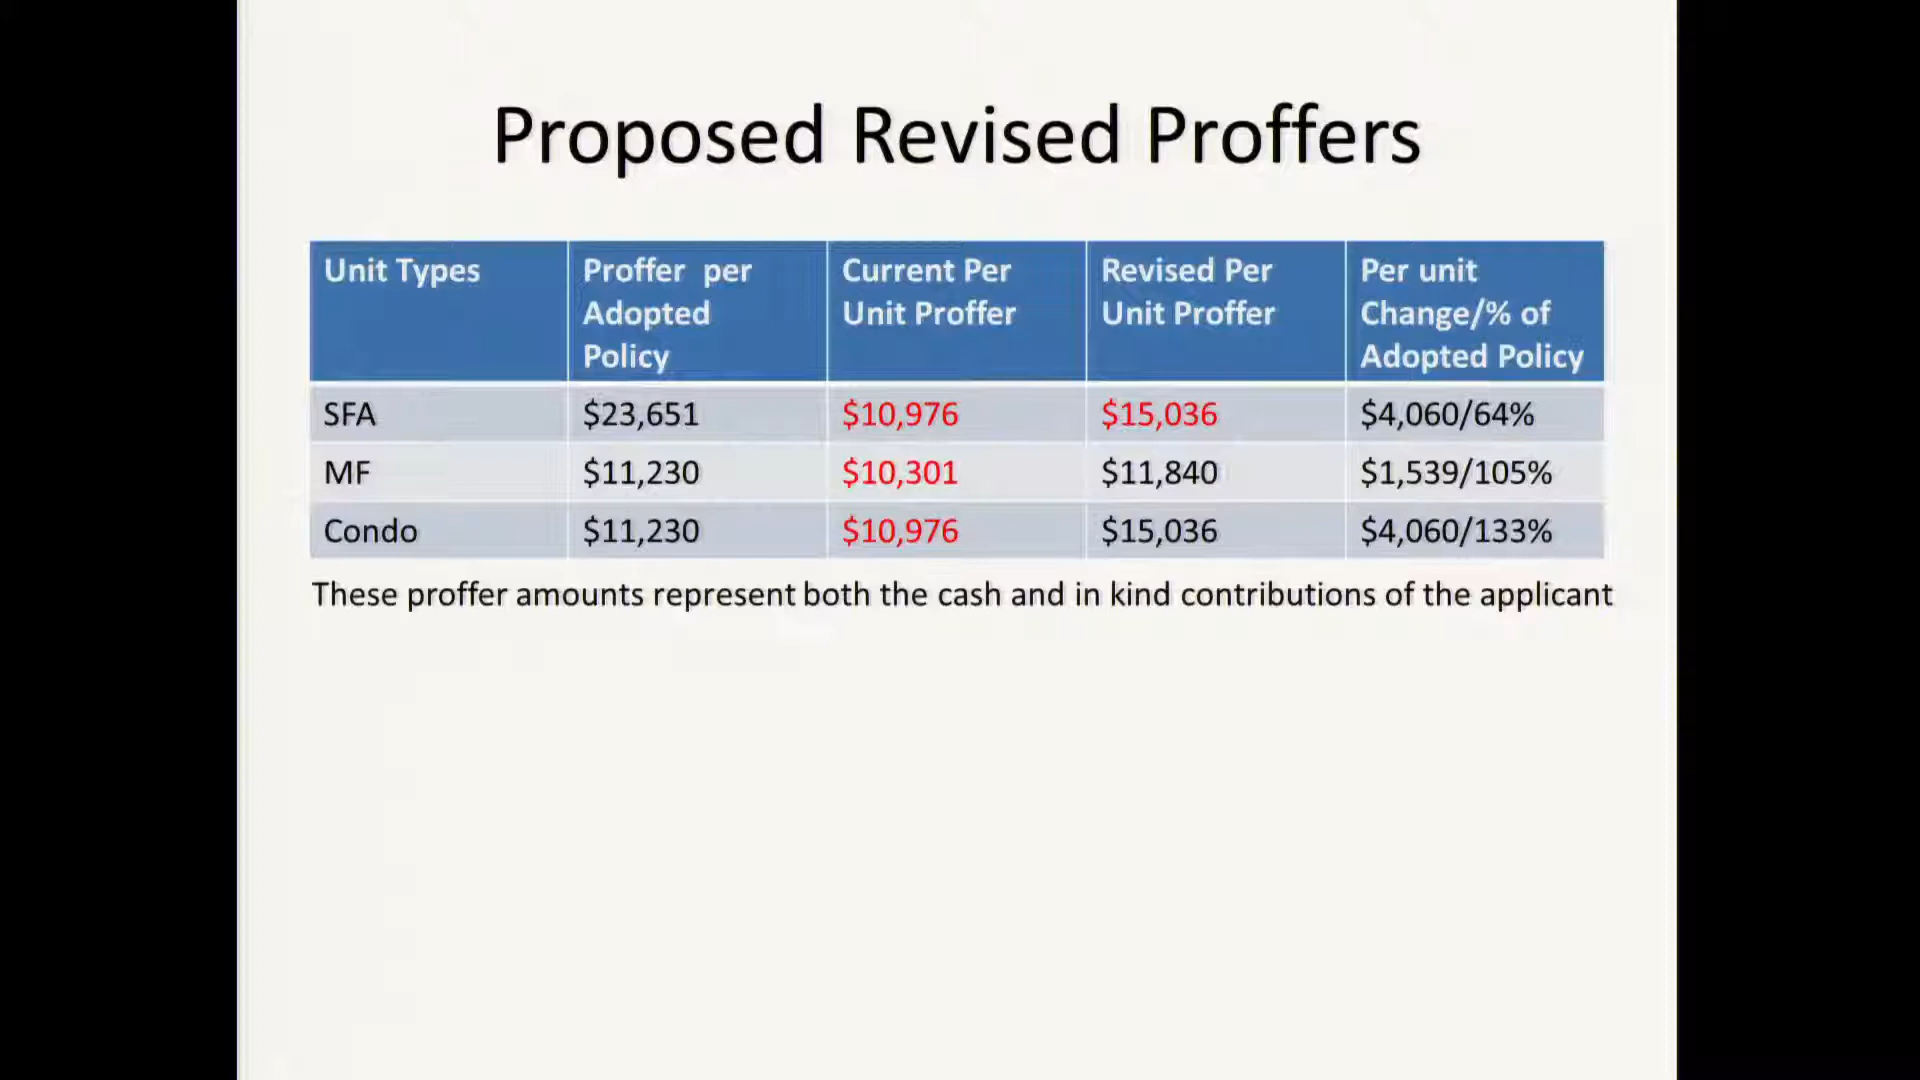 Proposed Revised Proffers
Unit Types
Proffer per
Adopted
Policy
Current Per
Unit Proffer
Revised Per
Unit Proffer
Per unit
Change/% of
Adopted Policy
SFA $23,651 $10,976 $15,036 $4,060/64%
MF $11,230 $10,301 $11,840 $1,539/105%
Condo $11,230 $10,976 $15,036 $4,060/133%
These proffer amounts represent both the cash and in kind contributions of the applicant